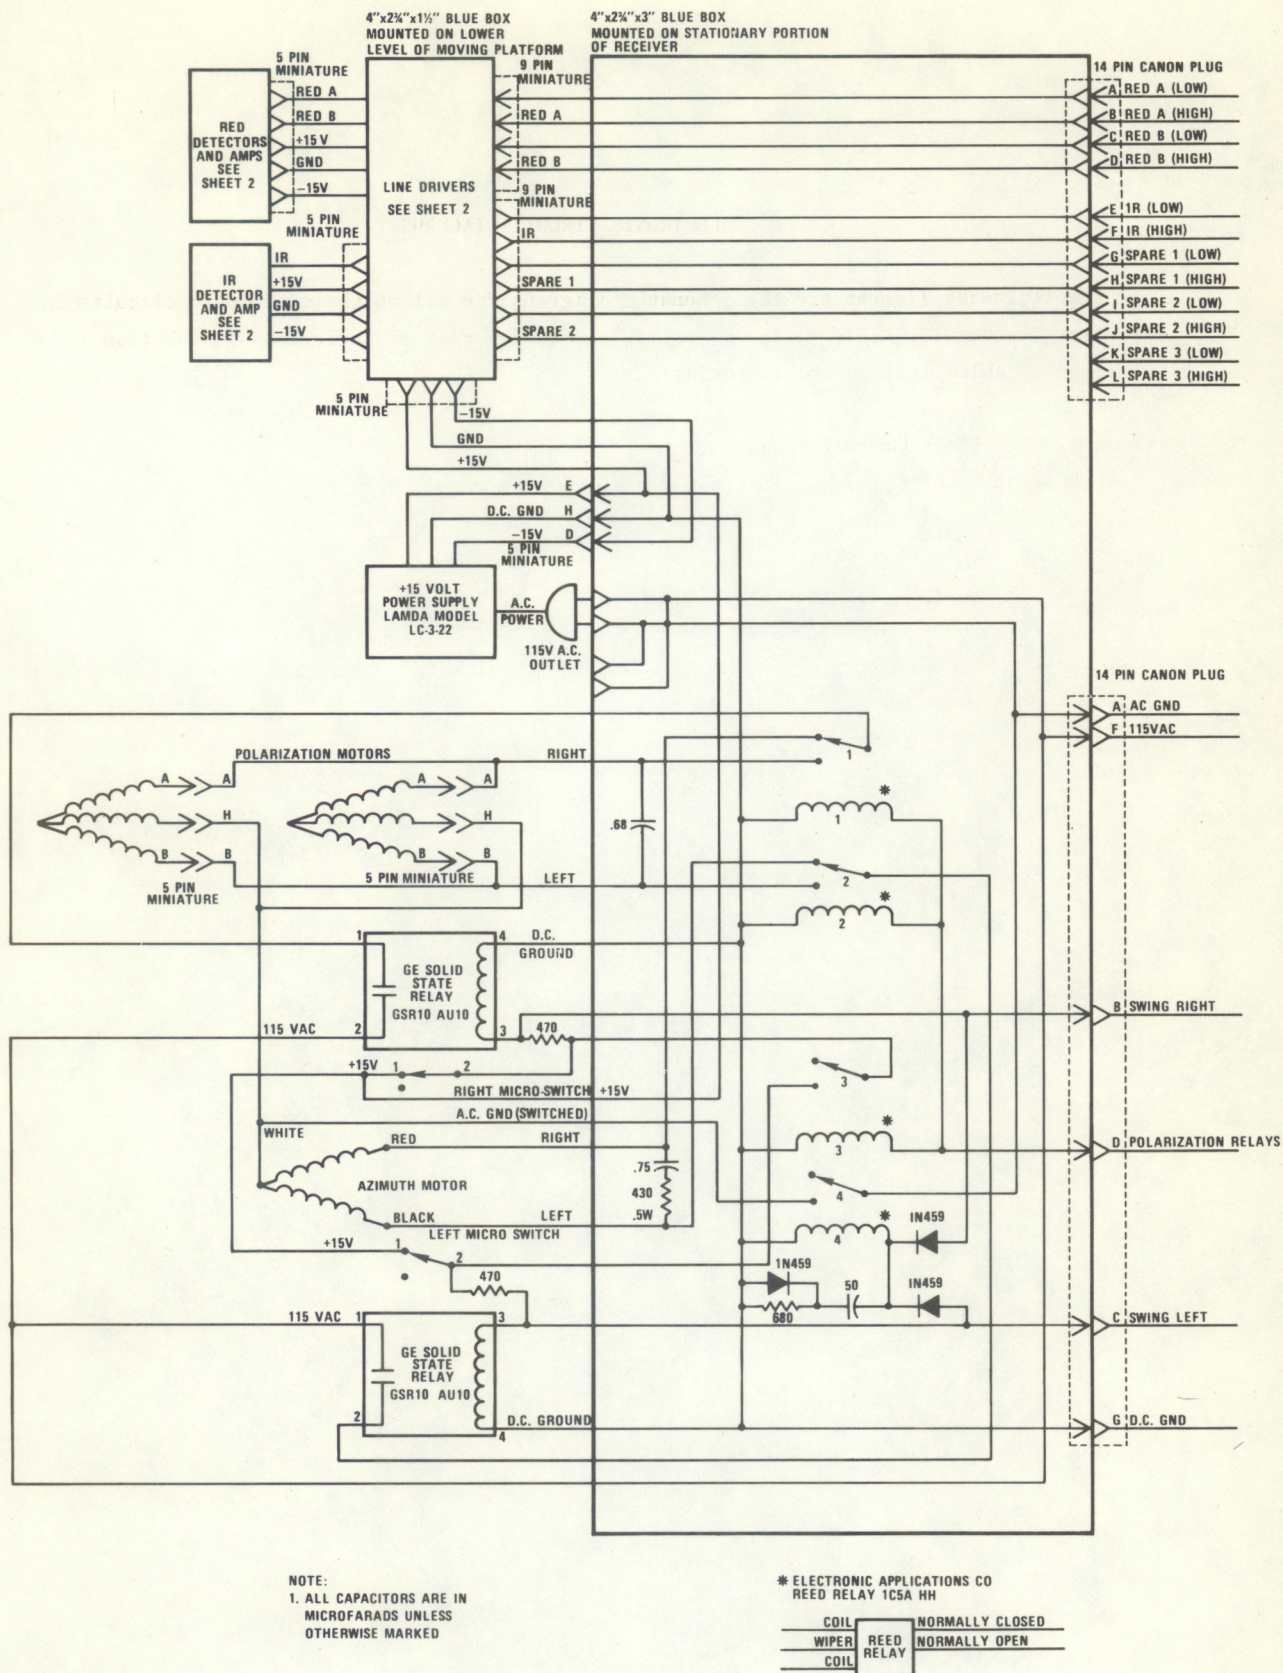 4"x2¾"x1½" BLUE BOX
MOUNTED ON LOWER
LEVEL OF MOVING PLATFORM
4"x2¾"x3" BLUE BOX
MOUNTED ON STATIONARY PORTION
OF RECEIVER
5 PIN
MINIATURE
9 PIN
MINIATURE
14 PIN CANON PLUG
RED
DETECTORS
AND AMPS
SEE
SHEET 2
RED A
RED B
+15 V
GND
−15V
LINE DRIVERS
SEE SHEET 2
RED A
RED B
9 PIN
MINIATURE
A RED A (LOW)
B RED A (HIGH)
C RED B (LOW)
D RED B (HIGH)
E 1R (LOW)
F IR (HIGH)
G SPARE 1 (LOW)
H SPARE 1 (HIGH)
I SPARE 2 (LOW)
J SPARE 2 (HIGH)
K SPARE 3 (LOW)
L SPARE 3 (HIGH)
5 PIN
MINIATURE
IR
DETECTOR
AND AMP
SEE
SHEET 2
IR
+15V
GND
−15V
IR
SPARE 1
SPARE 2
5 PIN
MINIATURE
−15V
GND
+15V
+15V E
D.C. GND H
−15V D
5 PIN
MINIATURE
+15 VOLT
POWER SUPPLY
LAMDA MODEL
LC-3-22
A.C.
POWER
115V A.C.
OUTLET
14 PIN CANON PLUG
A AC GND
F 115VAC
POLARIZATION MOTORS
RIGHT
A A
H
B B
5 PIN
MINIATURE
A A
H
B B
5 PIN MINIATURE
LEFT
.68
1
*
1
2
*
2
1
GE SOLID
STATE
RELAY
GSR10 AU10
4 D.C.
GROUND
115 VAC 2
3 470
B SWING RIGHT
+15V 1 2
RIGHT MICRO-SWITCH +15V
3
A.C. GND (SWITCHED)
WHITE
RED
RIGHT
AZIMUTH MOTOR
BLACK
LEFT
.75
430
.5W
*
3
D POLARIZATION RELAYS
4
*
4
1N459
LEFT MICRO SWITCH
+15V 1 2
470
1N459
680
50
1N459
115 VAC 1
GE SOLID
STATE
RELAY
GSR10 AU10
3
2
4
C SWING LEFT
D.C. GROUND
G D.C. GND
NOTE:
1. ALL CAPACITORS ARE IN
MICROFARADS UNLESS
OTHERWISE MARKED
* ELECTRONIC APPLICATIONS CO
REED RELAY 1C5A HH
COIL
WIPER
COIL
REED
RELAY
NORMALLY CLOSED
NORMALLY OPEN